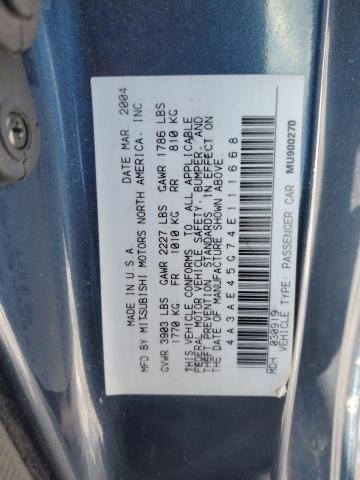 MADE IN U.S.A. DATE MAR. 2004
MFD BY MITSUBISHI MOTORS NORTH AMERICA, INC.
GVWR 3903 LBS GAWR 2227 LBS GAWR 1786 LBS
1770 KG FR. 1010 KG RR. 810 KG
THIS VEHICLE CONFORMS TO ALL APPLICABLE
FEDERAL MOTOR VEHICLE SAFETY, BUMPER, AND
THEFT PREVENTION STANDARDS IN EFFECT ON
THE DATE OF MANUFACTURE SHOWN ABOVE.
4A3AE45G74E111668
MDH 030919 MU900270
VEHICLE TYPE: PASSENGER CAR